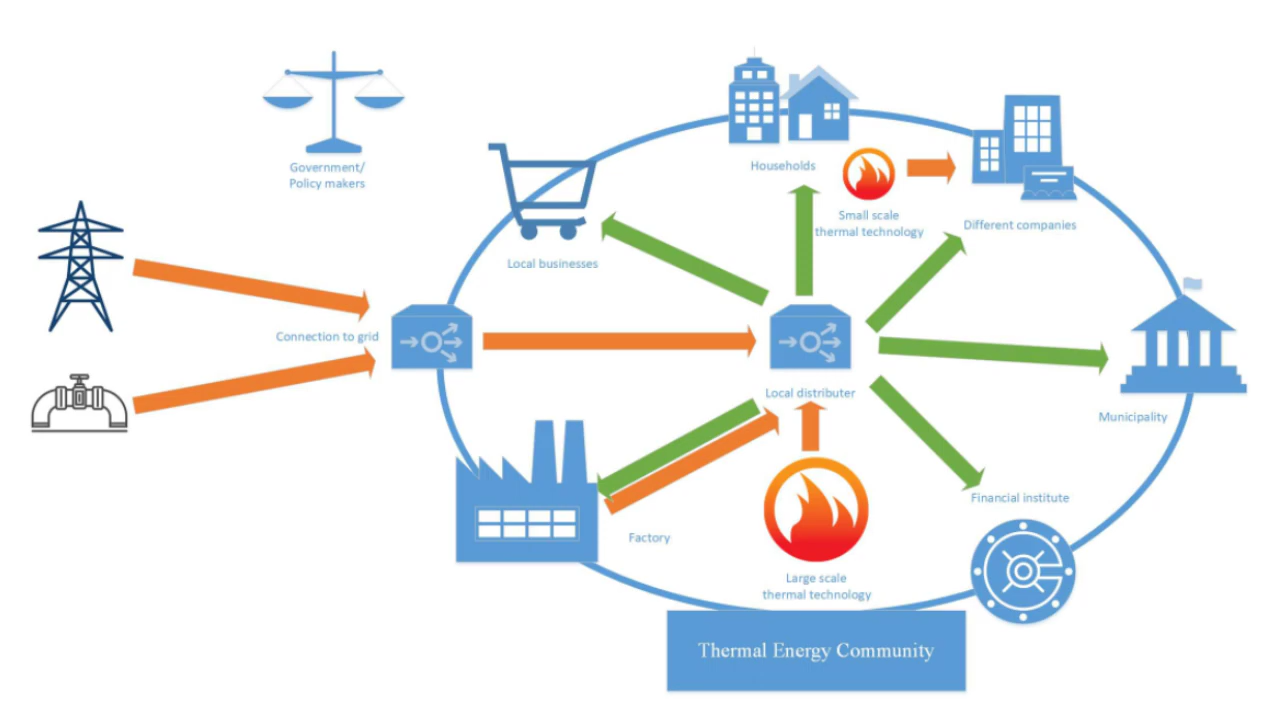 Government/
Policy makers
Households
Small scale
thermal technology
Different companies
Local businesses
Connection to grid
Local distributer
Municipality
Financial institute
Factory
Large scale
thermal technology
Thermal Energy Community